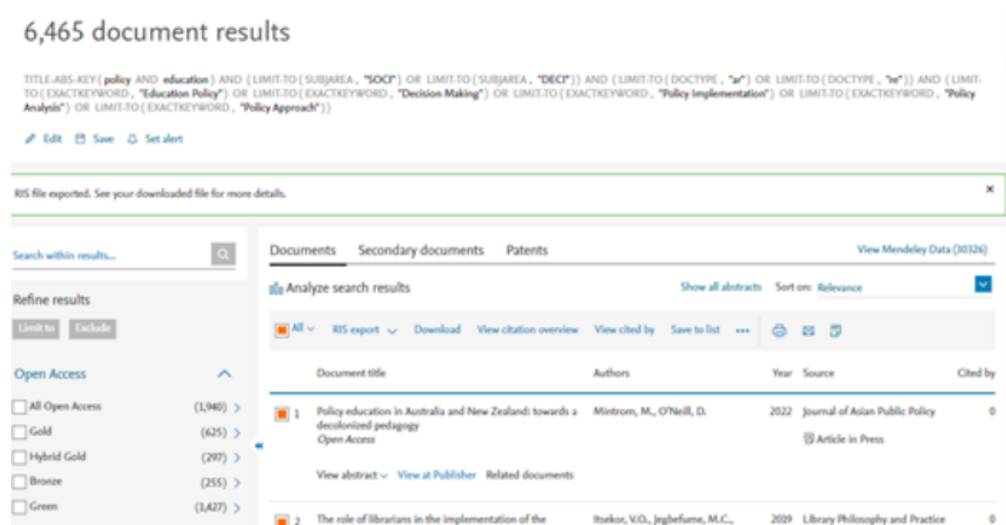 6,465 document results
TITLE-ABS-KEY ( policy AND education ) AND ( LIMIT-TO ( SUBJAREA , "SOCI" ) OR LIMIT-TO ( SUBJAREA , "DECI" ) ) AND ( LIMIT-TO ( DOCTYPE , "ar" ) OR LIMIT-TO ( DOCTYPE , "re" ) ) AND ( LIMIT-
TO ( EXACTKEYWORD , "Education Policy" ) OR LIMIT-TO ( EXACTKEYWORD , "Decision Making" ) OR LIMIT-TO ( EXACTKEYWORD , "Policy Implementation" ) OR LIMIT-TO ( EXACTKEYWORD , "Policy
Analysis" ) OR LIMIT-TO ( EXACTKEYWORD , "Policy Approach" ) )
Edit Save Set alert
RIS file exported. See your downloaded file for more details.
Search within results...
Refine results
Limit to Exclude
Open Access
All Open Access (1,940)
Gold (625)
Hybrid Gold (297)
Bronze (255)
Green (1,427)
Documents Secondary documents Patents View Mendeley Data (30326)
Analyze search results Show all abstracts Sort on: Relevance
All RIS export Download View citation overview View cited by Save to list ...
Document title Authors Year Source Cited by
1 Policy education in Australia and New Zealand: towards a Mintrom, M., O'Neill, D. 2022 Journal of Asian Public Policy 0
decolonized pedagogy
Open Access Article in Press
View abstract View at Publisher Related documents
2 The role of librarians in the implementation of the Itsekor, V.O., Jegbefume, M.C., 2019 Library Philosophy and Practice 0